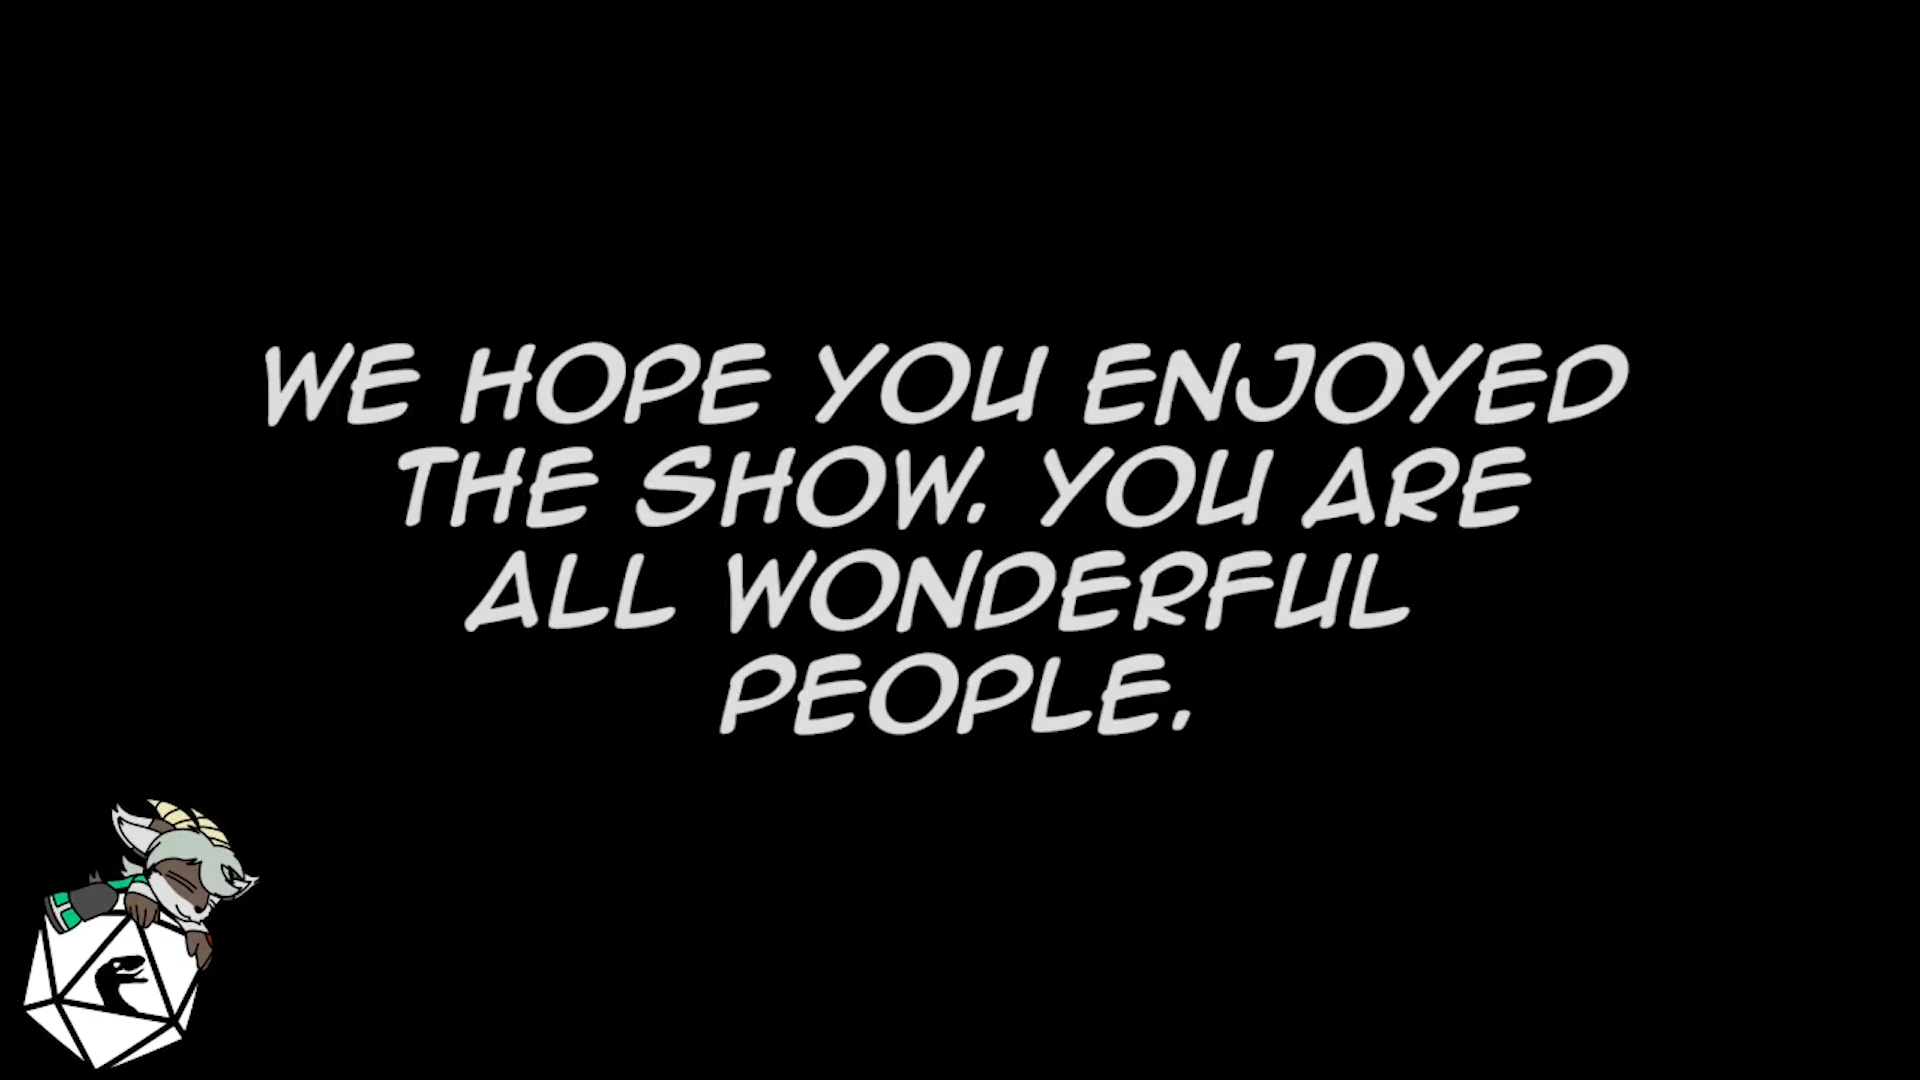 WE HOPE YOU ENJOYED
THE SHOW. YOU ARE
ALL WONDERFUL
PEOPLE.